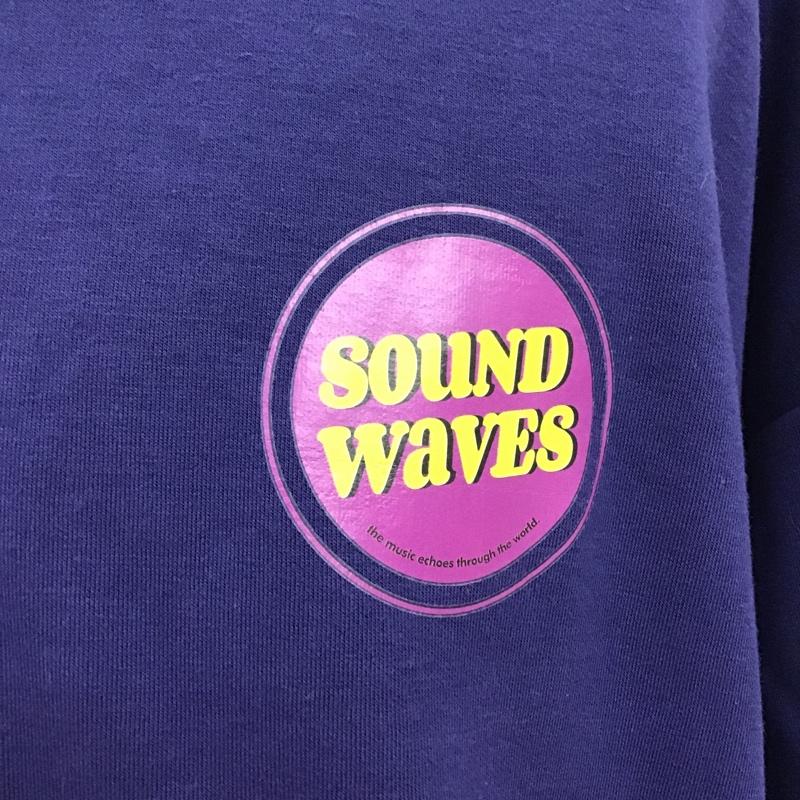 SOUND
WaVES
the music echoes through the world.